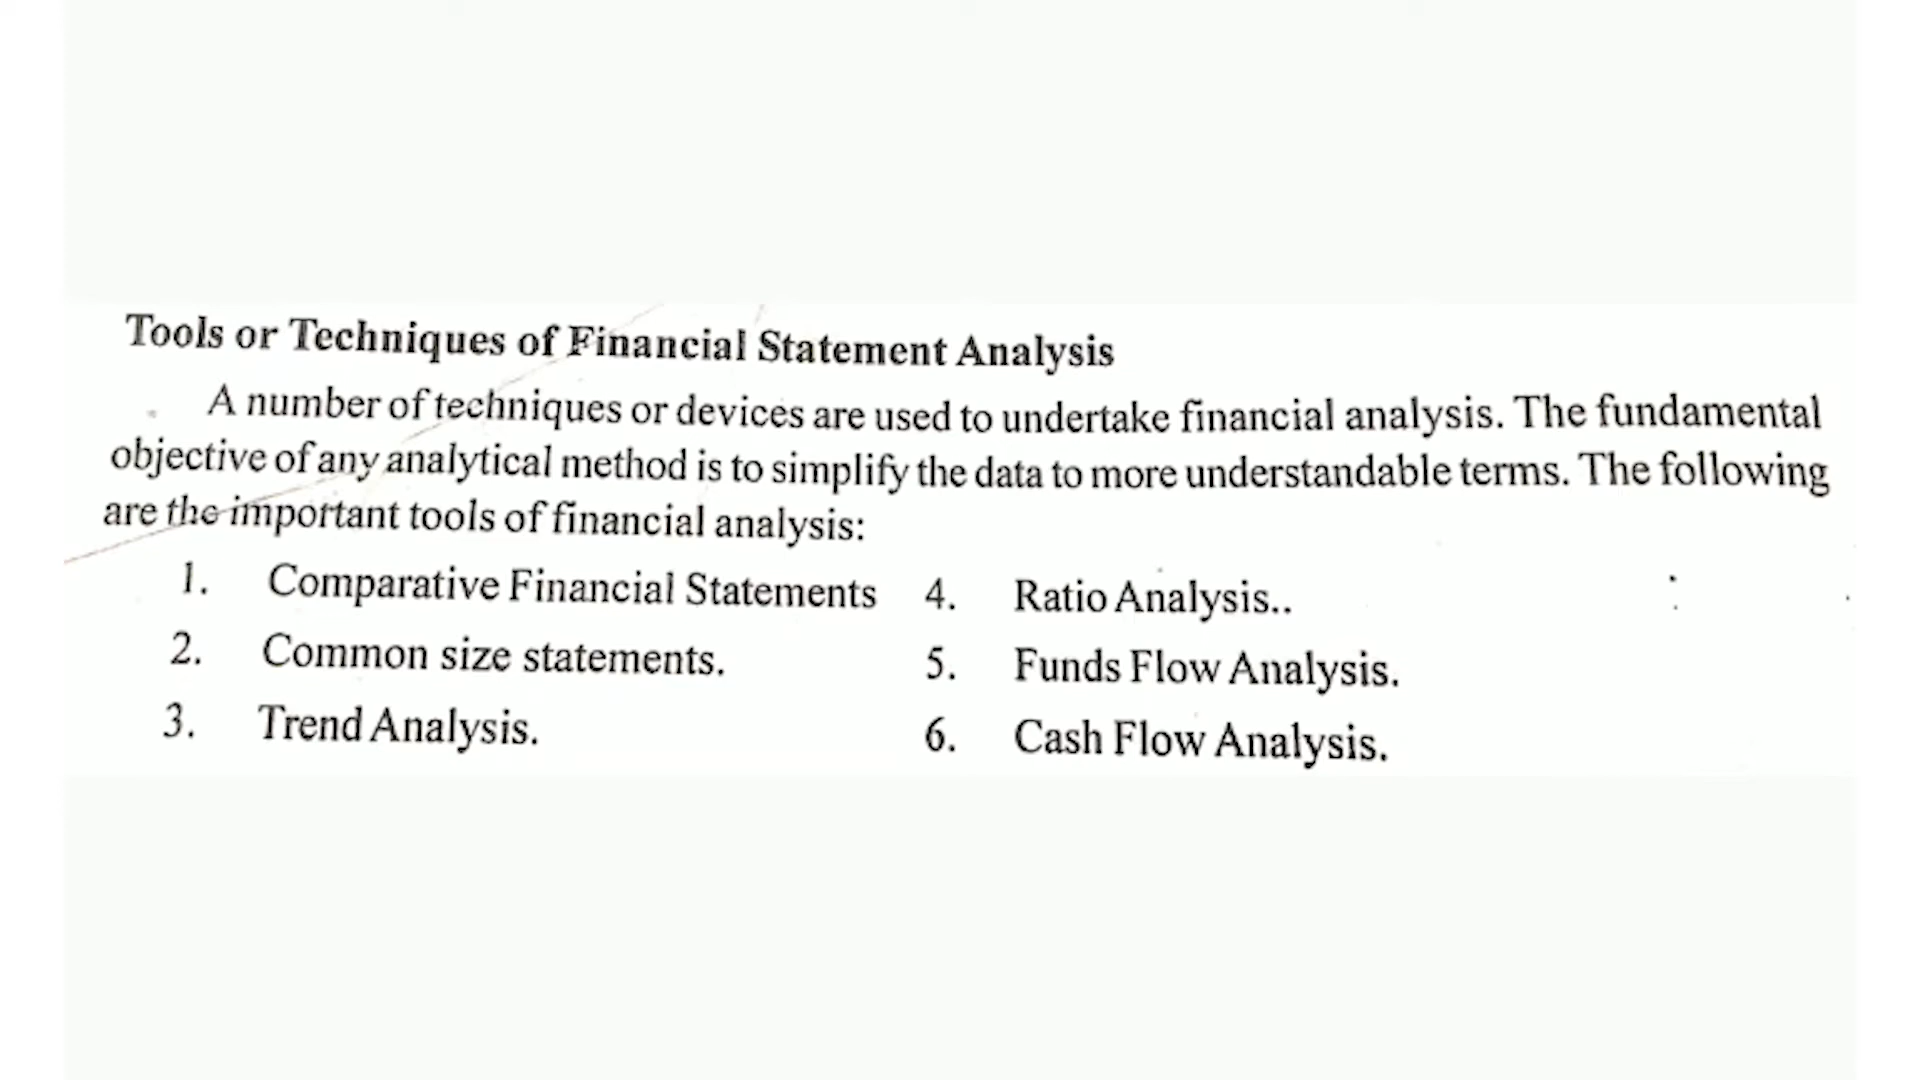 Tools or Techniques of Financial Statement Analysis
A number of techniques or devices are used to undertake financial analysis. The fundamental
objective of any analytical method is to simplify the data to more understandable terms. The following
are the important tools of financial analysis:
1. Comparative Financial Statements 4. Ratio Analysis..
2. Common size statements. 5. Funds Flow Analysis.
3. Trend Analysis. 6. Cash Flow Analysis.